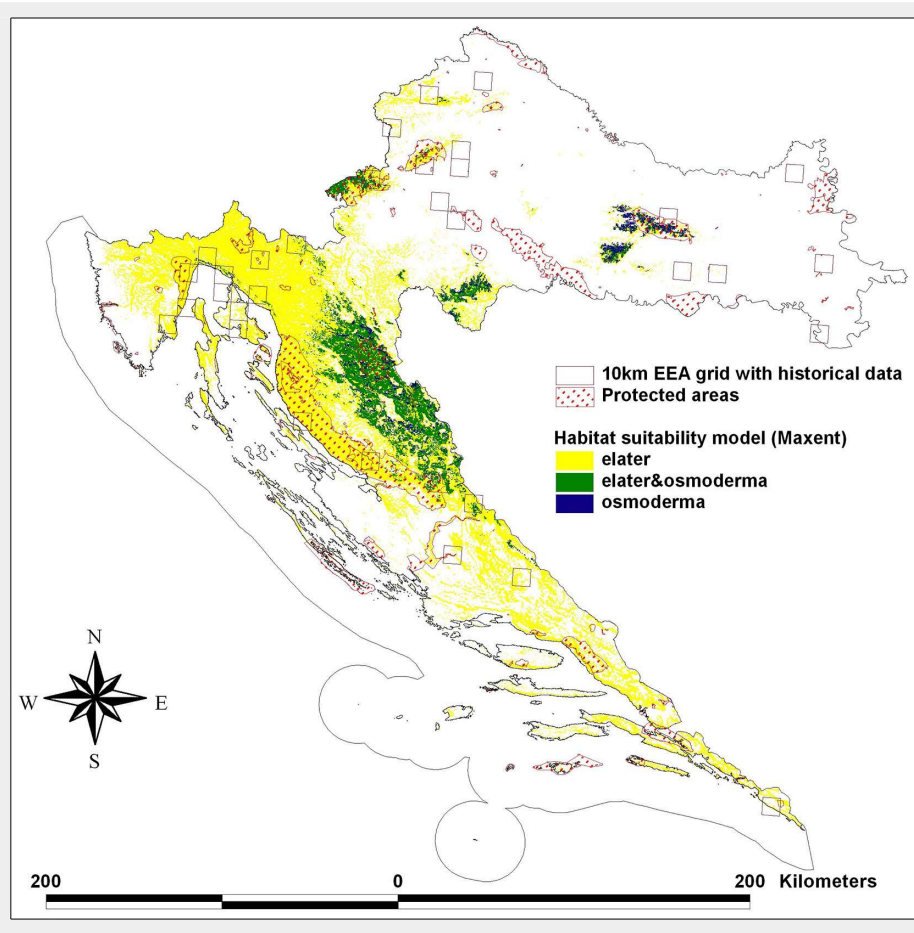 10km EEA grid with historical data
Protected areas
Habitat suitability model (Maxent)
elater
elater&osmoderma
osmoderma
N
W E
S
200 0 200 Kilometers